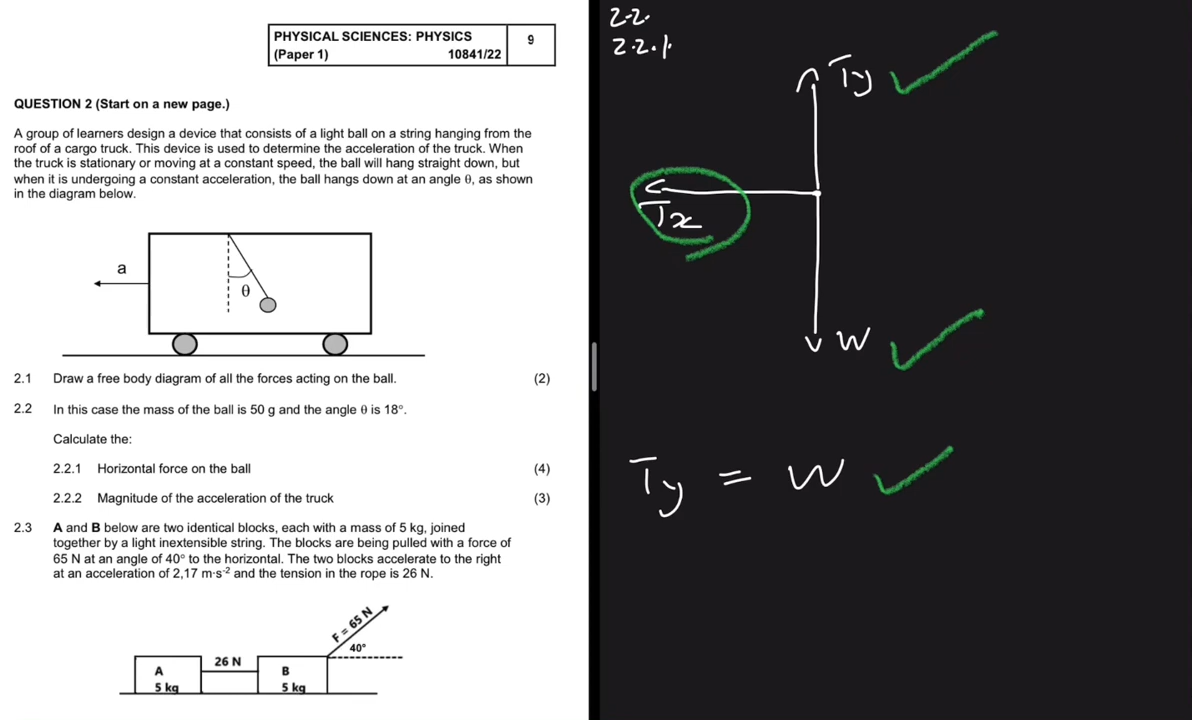 PHYSICAL SCIENCES: PHYSICS
(Paper 1) 10841/22
9
QUESTION 2 (Start on a new page.)
A group of learners design a device that consists of a light ball on a string hanging from the
roof of a cargo truck. This device is used to determine the acceleration of the truck. When
the truck is stationary or moving at a constant speed, the ball will hang straight down, but
when it is undergoing a constant acceleration, the ball hangs down at an angle θ, as shown
in the diagram below.
a
θ
2.1 Draw a free body diagram of all the forces acting on the ball. (2)
2.2 In this case the mass of the ball is 50 g and the angle θ is 18°.
Calculate the:
2.2.1 Horizontal force on the ball (4)
2.2.2 Magnitude of the acceleration of the truck (3)
2.3 A and B below are two identical blocks, each with a mass of 5 kg, joined
together by a light inextensible string. The blocks are being pulled with a force of
65 N at an angle of 40° to the horizontal. The two blocks accelerate to the right
at an acceleration of 2,17 m·s⁻² and the tension in the rope is 26 N.
F = 65 N
40°
26 N
A
5 kg
B
5 kg
2.2.
2.2.1.
Ty
Tx
W
Ty = W